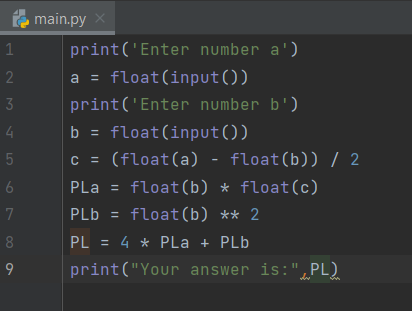 main.py
1 print('Enter number a')
2 a = float(input())
3 print('Enter number b')
4 b = float(input())
5 c = (float(a) - float(b)) / 2
6 PLa = float(b) * float(c)
7 PLb = float(b) ** 2
8 PL = 4 * PLa + PLb
9 print("Your answer is:",PL)